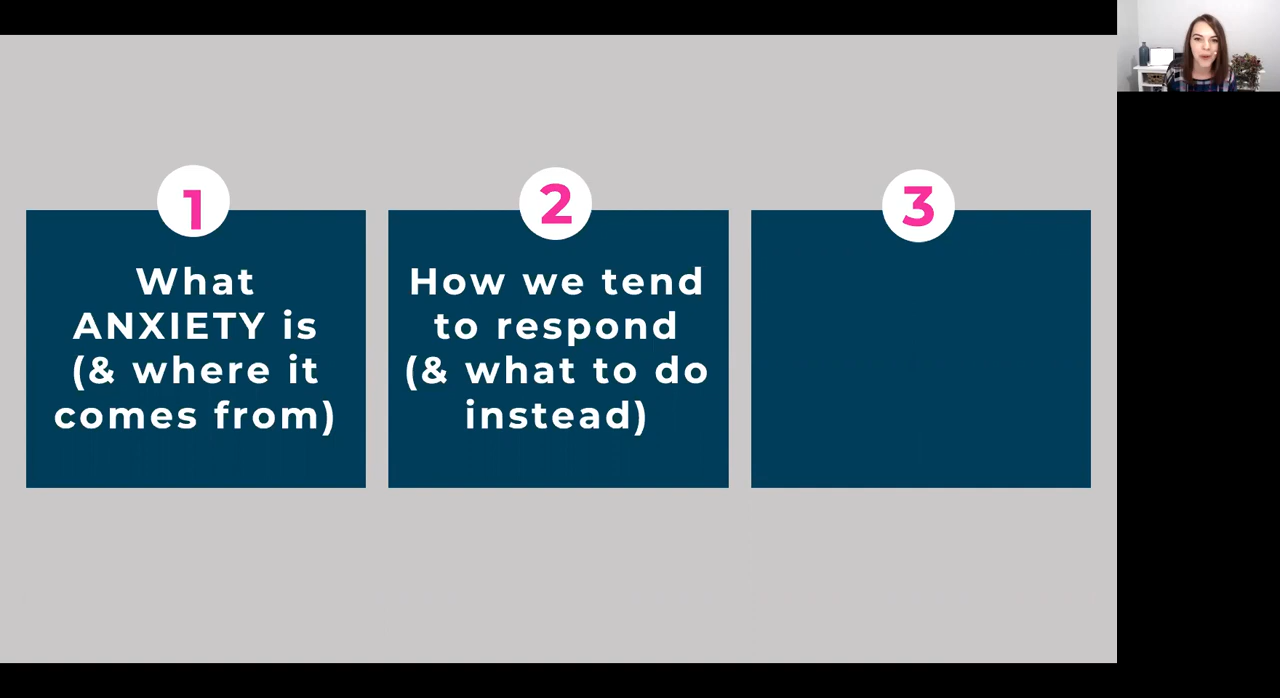 1
What
ANXIETY is
(& where it
comes from)
2
How we tend
to respond
(& what to do
instead)
3